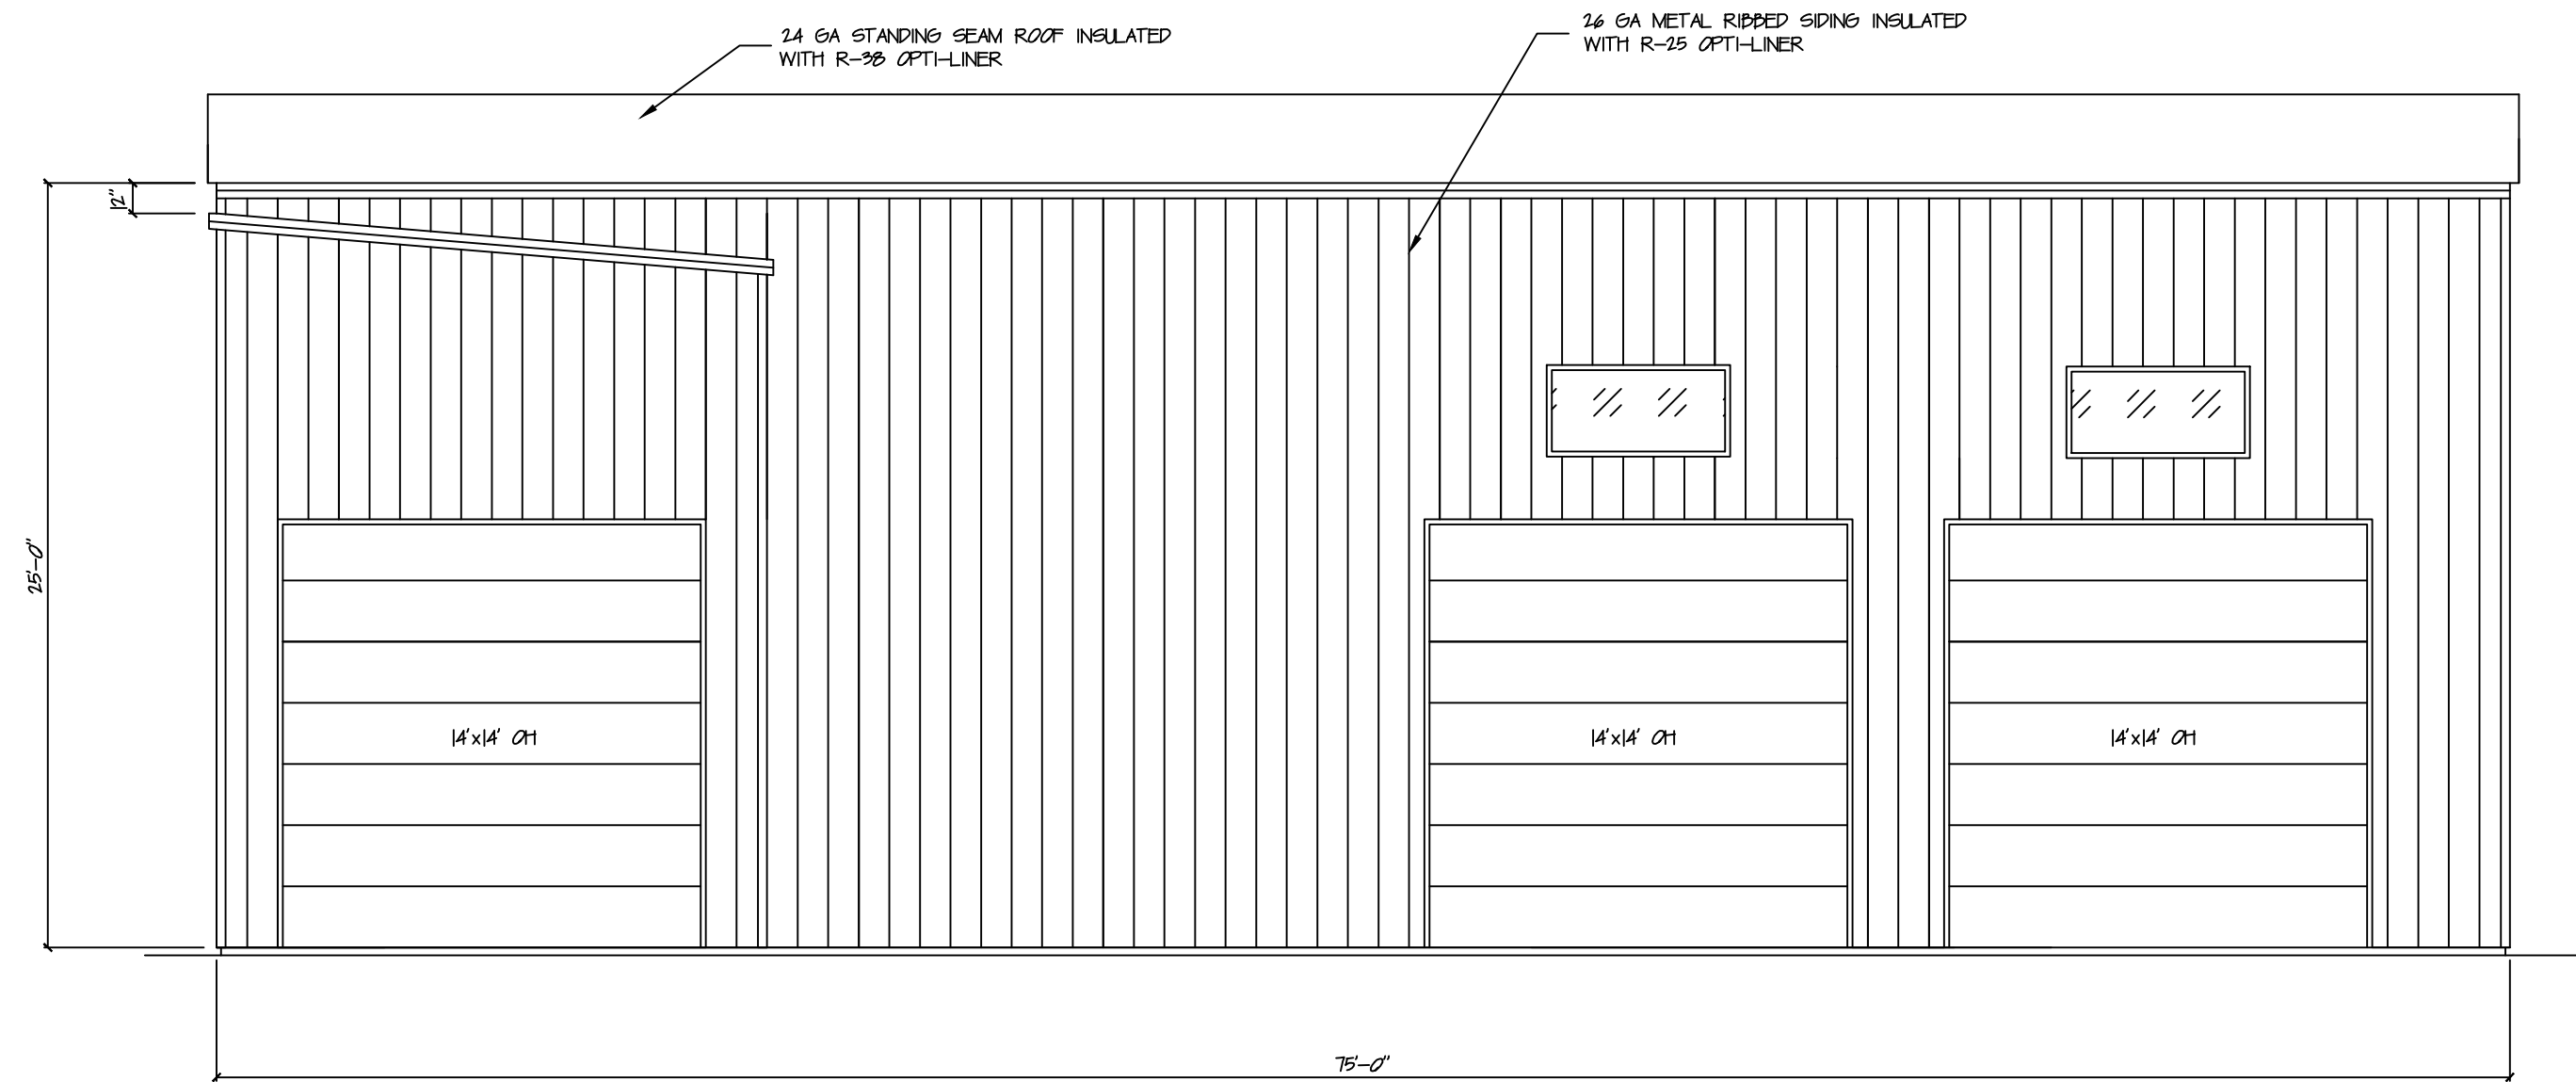 24 GA STANDING SEAM ROOF INSULATED
WITH R-38 OPTI-LINER
26 GA METAL RIBBED SIDING INSULATED
WITH R-25 OPTI-LINER
12"
25'-0"
14'x14' OH
14'x14' OH
14'x14' OH
75'-0"